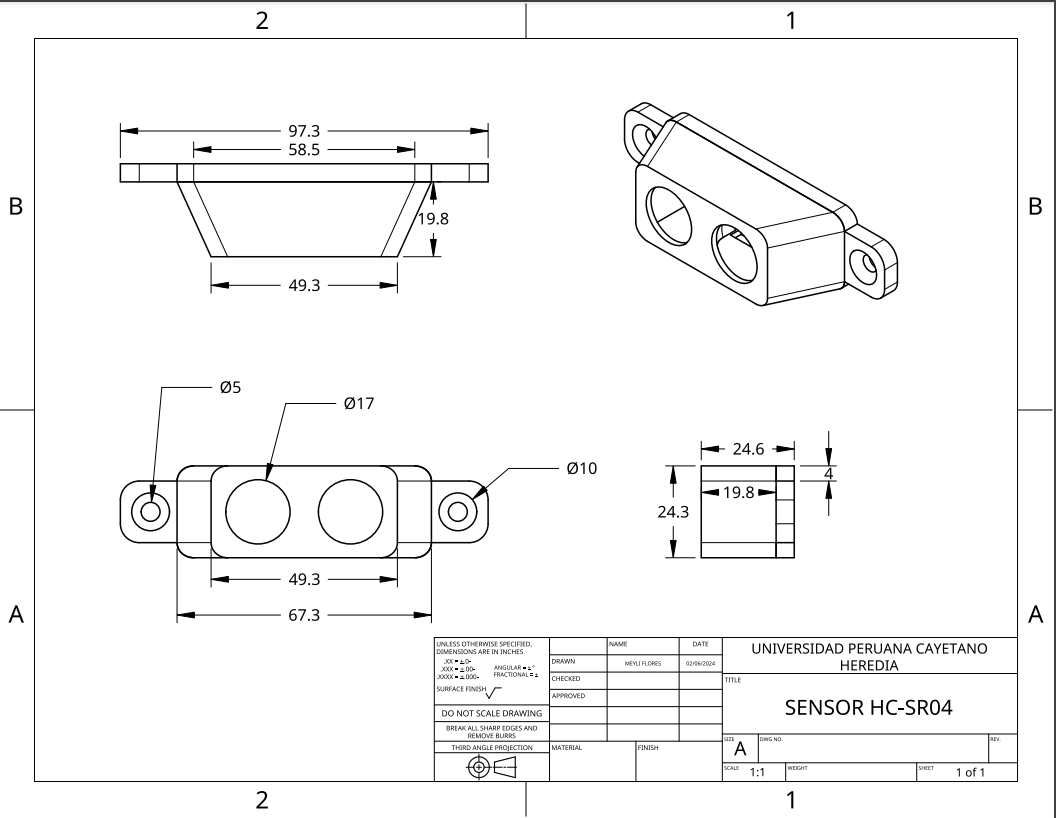 2
1
B
B
97.3
58.5
19.8
49.3
Ø5
Ø17
Ø10
24.6
4
19.8
24.3
49.3
67.3
A
A
UNLESS OTHERWISE SPECIFIED,
DIMENSIONS ARE IN INCHES
.XX = ±.0-
.XXX = ±.00-
.XXXX = ±.000-
ANGULAR = ± °
FRACTIONAL = ±
SURFACE FINISH
DO NOT SCALE DRAWING
BREAK ALL SHARP EDGES AND
REMOVE BURRS
THIRD ANGLE PROJECTION
NAME
DATE
DRAWN
MEYLI FLORES
02/06/2024
CHECKED
APPROVED
MATERIAL
FINISH
UNIVERSIDAD PERUANA CAYETANO
HEREDIA
TITLE
SENSOR HC-SR04
SIZE
A
DWG NO.
REV.
SCALE
1:1
WEIGHT
SHEET
1 of 1
2
1